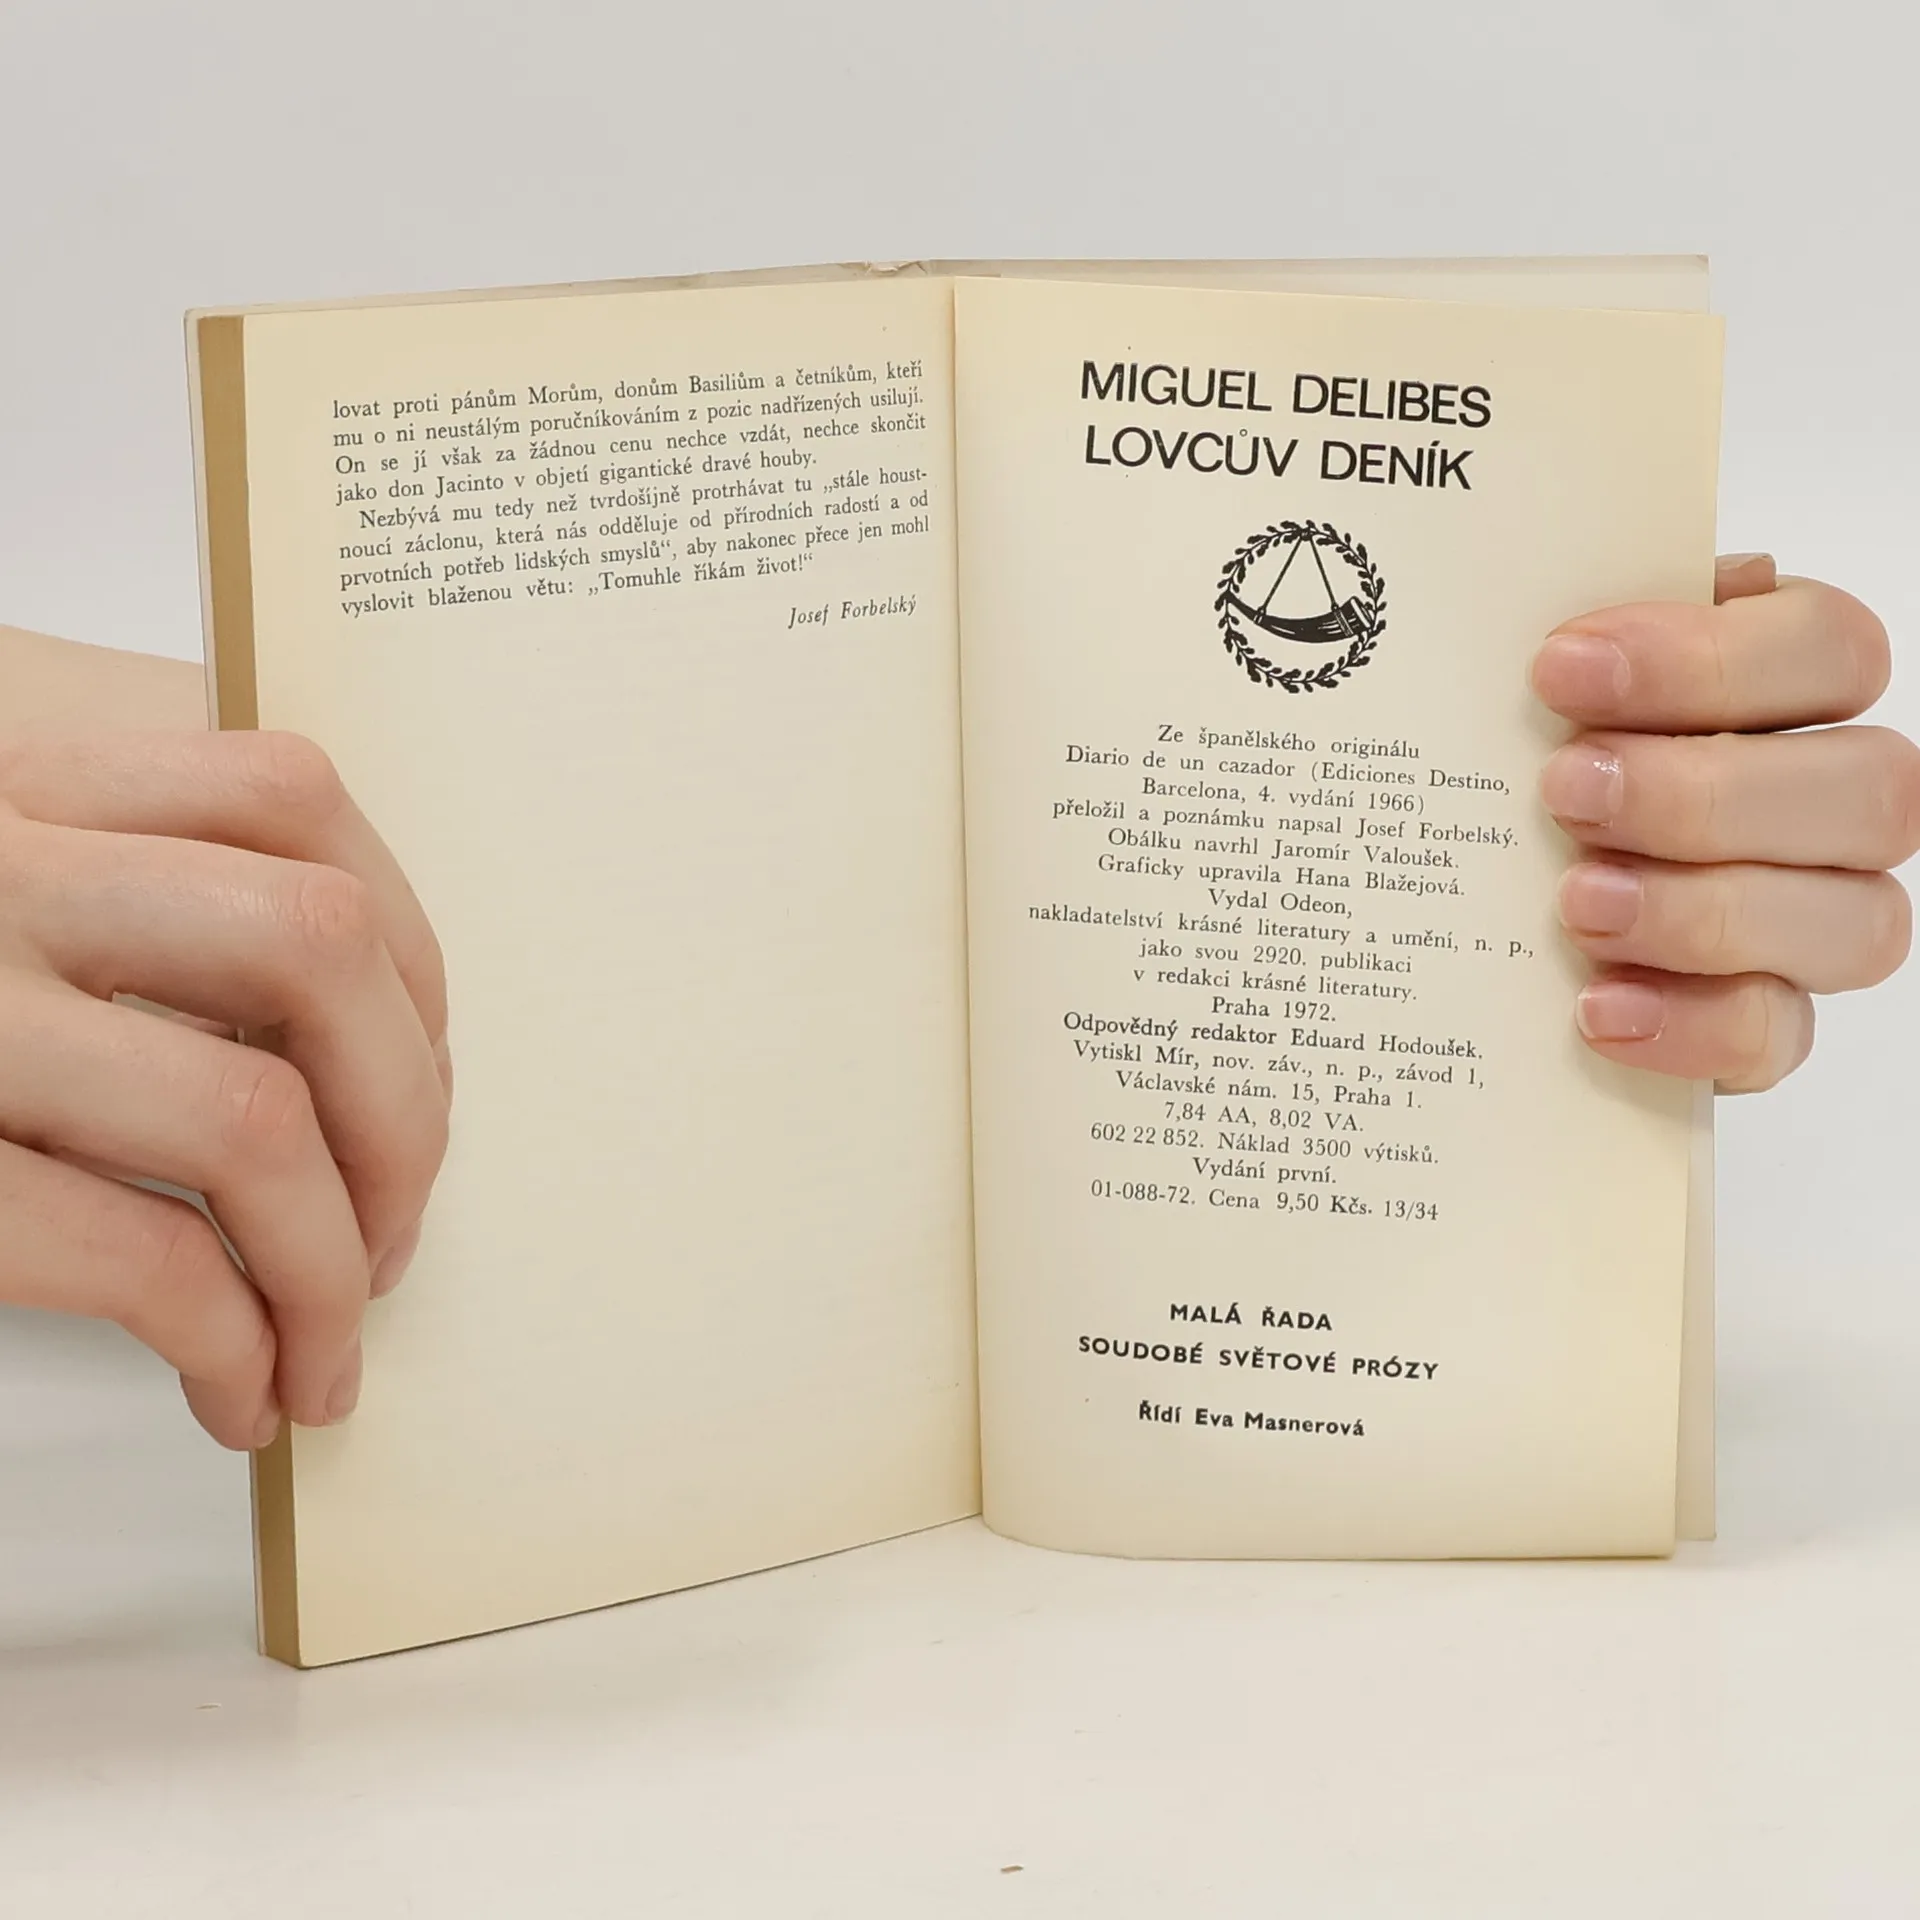 lovat proti pánům Morům, donům Basiliům a četníkům, kteří
mu o ni neustálým poručníkováním z pozic nadřízených usilují.
On se jí však za žádnou cenu nechce vzdát, nechce skončit
jako don Jacinto v objetí gigantické dravé houby.
Nezbývá mu tedy než tvrdošíjně protrhávat tu „stále houst-
noucí záclonu, která nás odděluje od přírodních radostí a od
prvotních potřeb lidských smyslů“, aby nakonec přece jen mohl
vyslovit blaženou větu: „Tomuhle říkám život!“
Josef Forbelský
MIGUEL DELIBES
LOVCŮV DENÍK
Ze španělského originálu
Diario de un cazador (Ediciones Destino,
Barcelona, 4. vydání 1966)
přeložil a poznámku napsal Josef Forbelský.
Obálku navrhl Jaromír Valoušek.
Graficky upravila Hana Blažejová.
Vydal Odeon,
nakladatelství krásné literatury a umění, n. p.,
jako svou 2920. publikaci
v redakci krásné literatury.
Praha 1972.
Odpovědný redaktor Eduard Hodoušek.
Vytiskl Mír, nov. záv., n. p., závod 1,
Václavské nám. 15, Praha 1.
7,84 AA, 8,02 VA.
602 22 852. Náklad 3500 výtisků.
Vydání první.
01-088-72. Cena 9,50 Kčs. 13/34
MALÁ ŘADA
SOUDOBÉ SVĚTOVÉ PRÓZY
Řídí Eva Masnerová